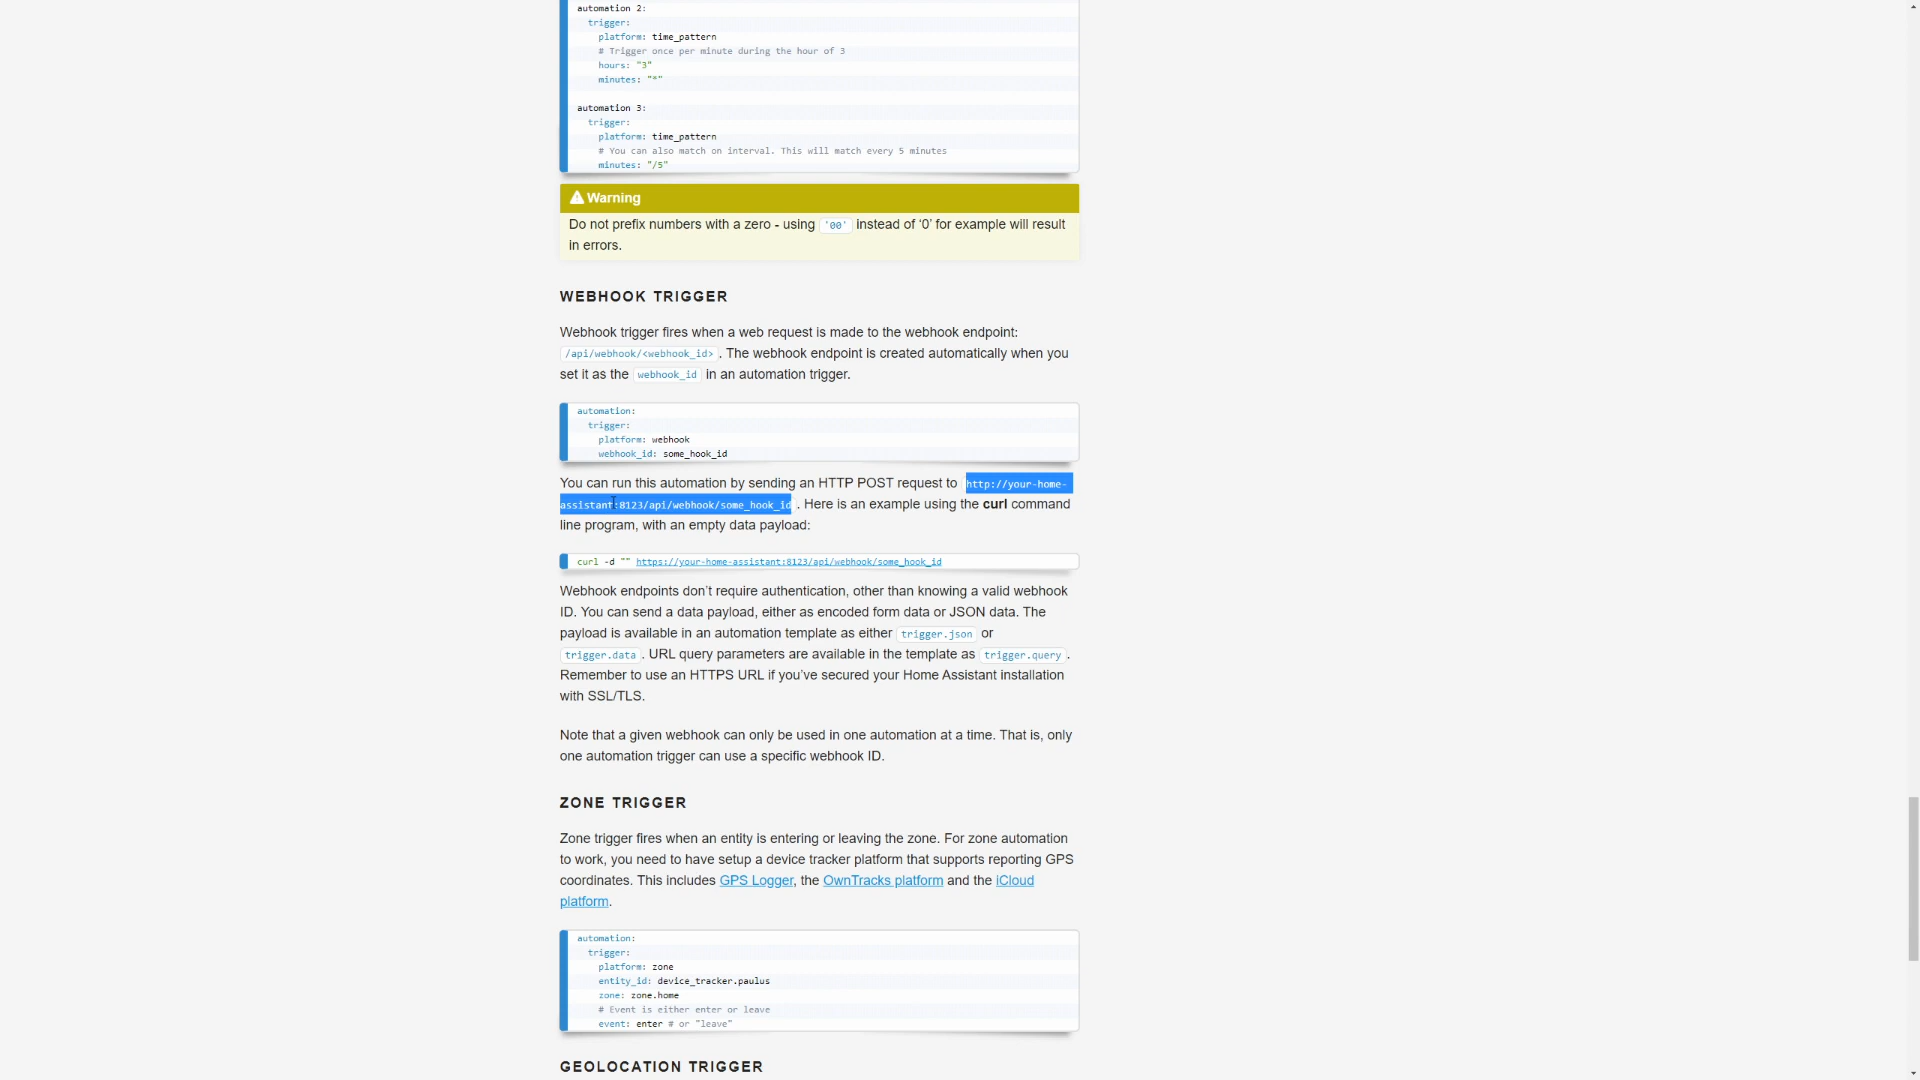 automation 2:
trigger:
platform: time_pattern
# Trigger once per minute during the hour of 3
hours: "3"
minutes: "*"
automation 3:
trigger:
platform: time_pattern
# You can also match on interval. This will match every 5 minutes
minutes: "/5"
Warning
Do not prefix numbers with a zero - using '00' instead of ‘0’ for example will result
in errors.
WEBHOOK TRIGGER
Webhook trigger fires when a web request is made to the webhook endpoint:
/api/webhook/<webhook_id> . The webhook endpoint is created automatically when you
set it as the webhook_id in an automation trigger.
automation:
trigger:
platform: webhook
webhook_id: some_hook_id
You can run this automation by sending an HTTP POST request to http://your-home-
assistant:8123/api/webhook/some_hook_id . Here is an example using the curl command
line program, with an empty data payload:
curl -d "" https://your-home-assistant:8123/api/webhook/some_hook_id
Webhook endpoints don’t require authentication, other than knowing a valid webhook
ID. You can send a data payload, either as encoded form data or JSON data. The
payload is available in an automation template as either trigger.json or
trigger.data . URL query parameters are available in the template as trigger.query .
Remember to use an HTTPS URL if you’ve secured your Home Assistant installation
with SSL/TLS.
Note that a given webhook can only be used in one automation at a time. That is, only
one automation trigger can use a specific webhook ID.
ZONE TRIGGER
Zone trigger fires when an entity is entering or leaving the zone. For zone automation
to work, you need to have setup a device tracker platform that supports reporting GPS
coordinates. This includes GPS Logger, the OwnTracks platform and the iCloud
platform.
automation:
trigger:
platform: zone
entity_id: device_tracker.paulus
zone: zone.home
# Event is either enter or leave
event: enter # or "leave"
GEOLOCATION TRIGGER